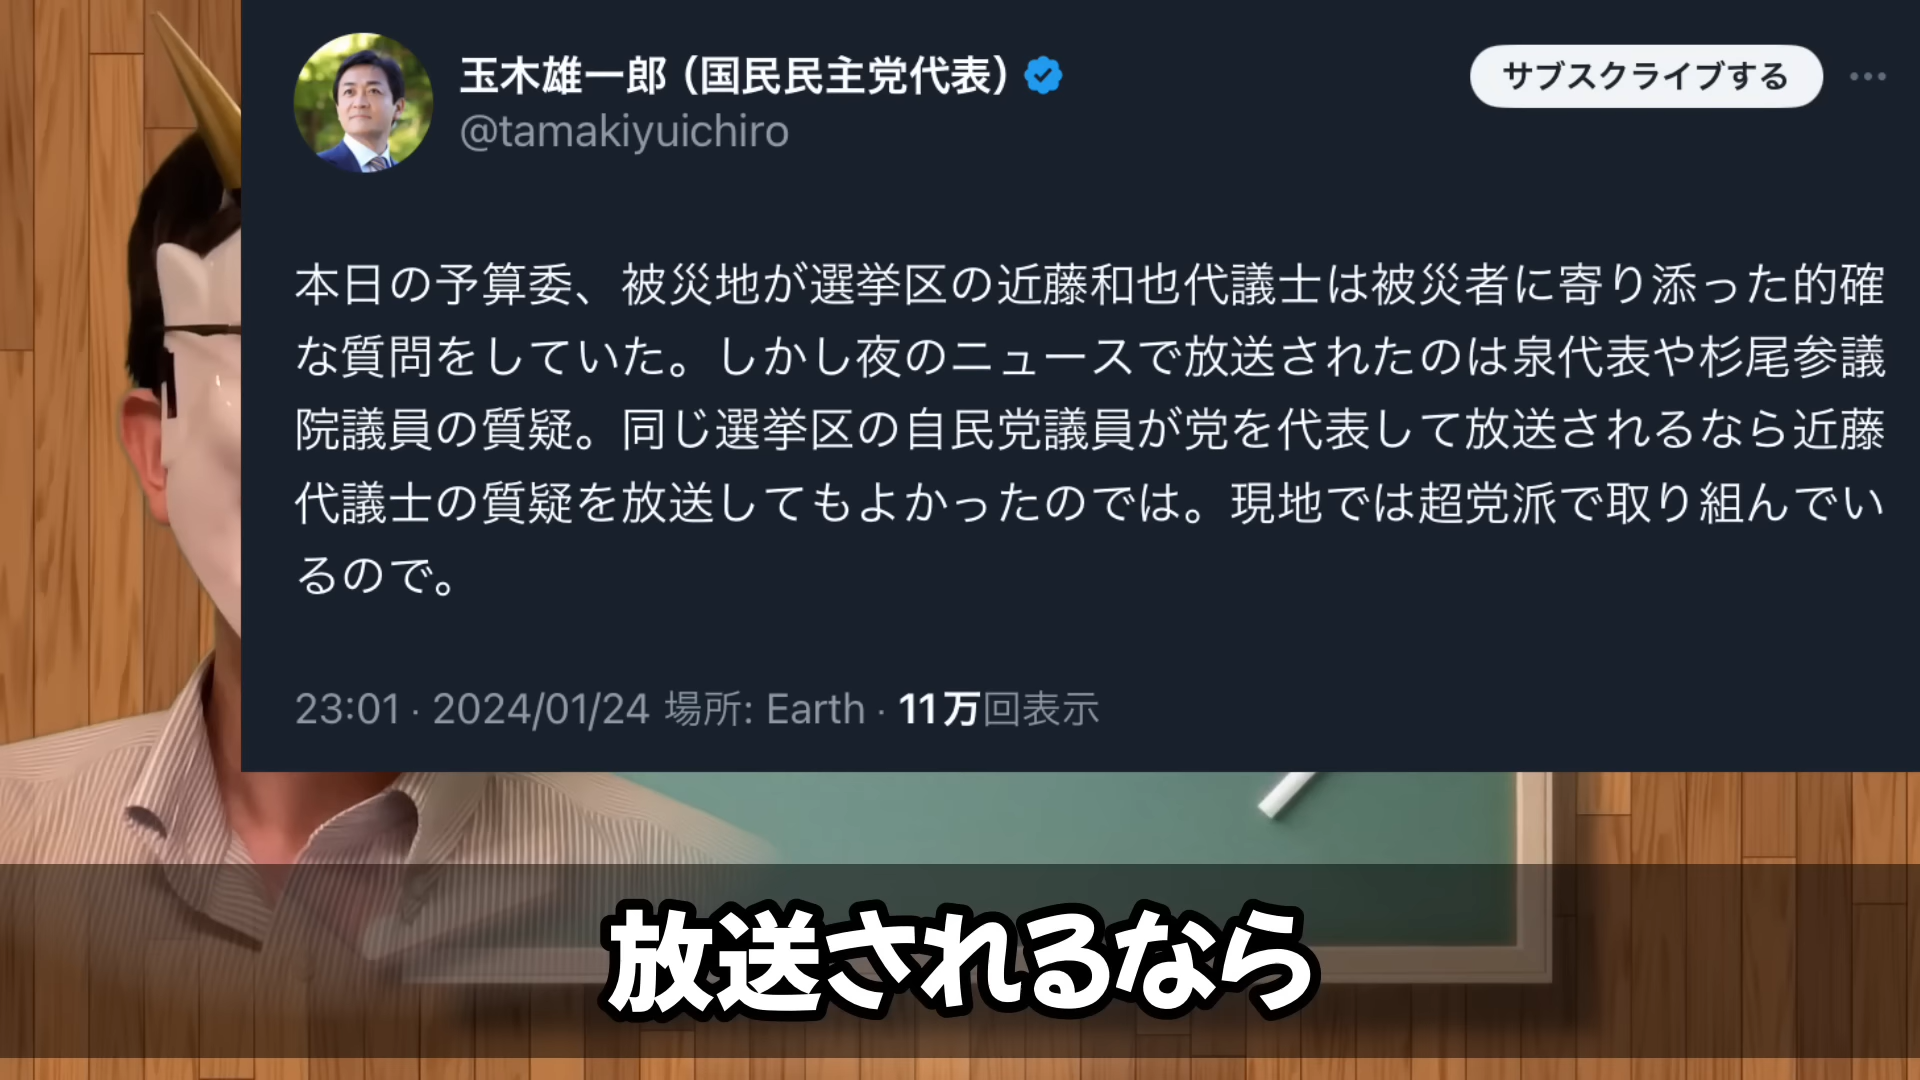 玉木雄一郎（国民民主党代表）
サブスクライブする
@tamakiyuichiro
本日の予算委、被災地が選挙区の近藤和也代議士は被災者に寄り添った的確
な質問をしていた。しかし夜のニュースで放送されたのは泉代表や杉尾参議
院議員の質疑。同じ選挙区の自民党議員が党を代表して放送されるなら近藤
代議士の質疑を放送してもよかったのでは。現地では超党派で取り組んでい
るので。
23:01 · 2024/01/24 場所: Earth · 11万回表示
放送されるなら